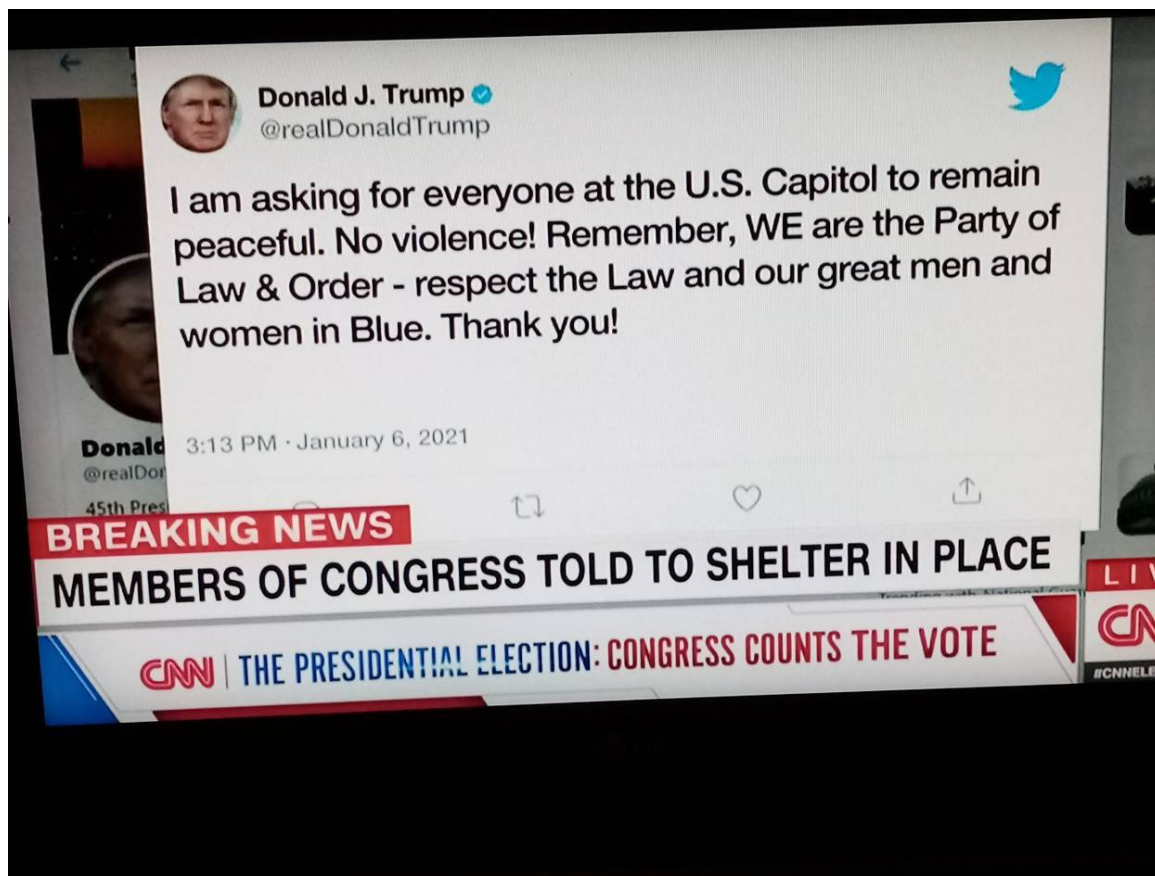 Donald J. Trump
@realDonaldTrump
I am asking for everyone at the U.S. Capitol to remain
peaceful. No violence! Remember, WE are the Party of
Law & Order - respect the Law and our great men and
women in Blue. Thank you!
3:13 PM · January 6, 2021
Donald
@realDor
45th Pres
BREAKING NEWS
MEMBERS OF CONGRESS TOLD TO SHELTER IN PLACE
LIV
CNN | THE PRESIDENTIAL ELECTION: CONGRESS COUNTS THE VOTE
CN
#CNNELE